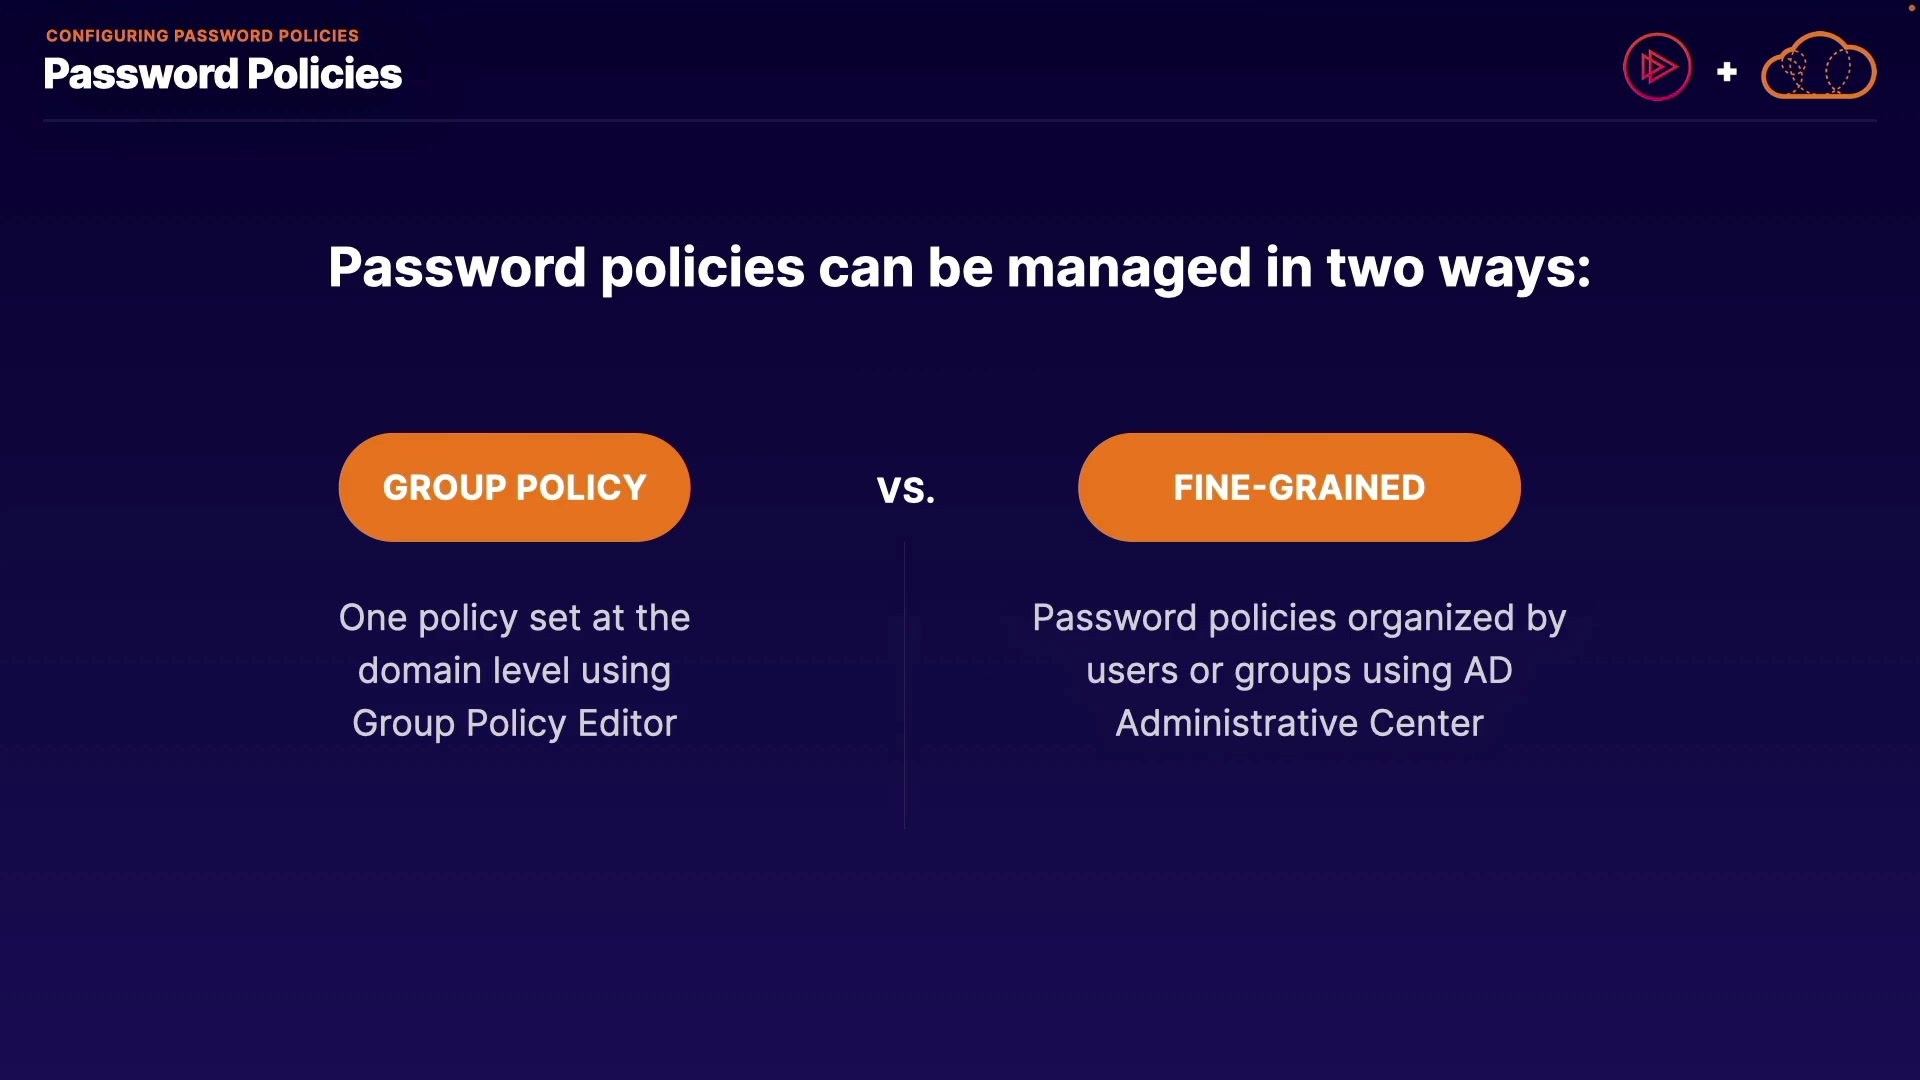 CONFIGURING PASSWORD POLICIES
Password Policies
+
Password policies can be managed in two ways:
GROUP POLICY
vs.
FINE-GRAINED
One policy set at the
domain level using
Group Policy Editor
Password policies organized by
users or groups using AD
Administrative Center